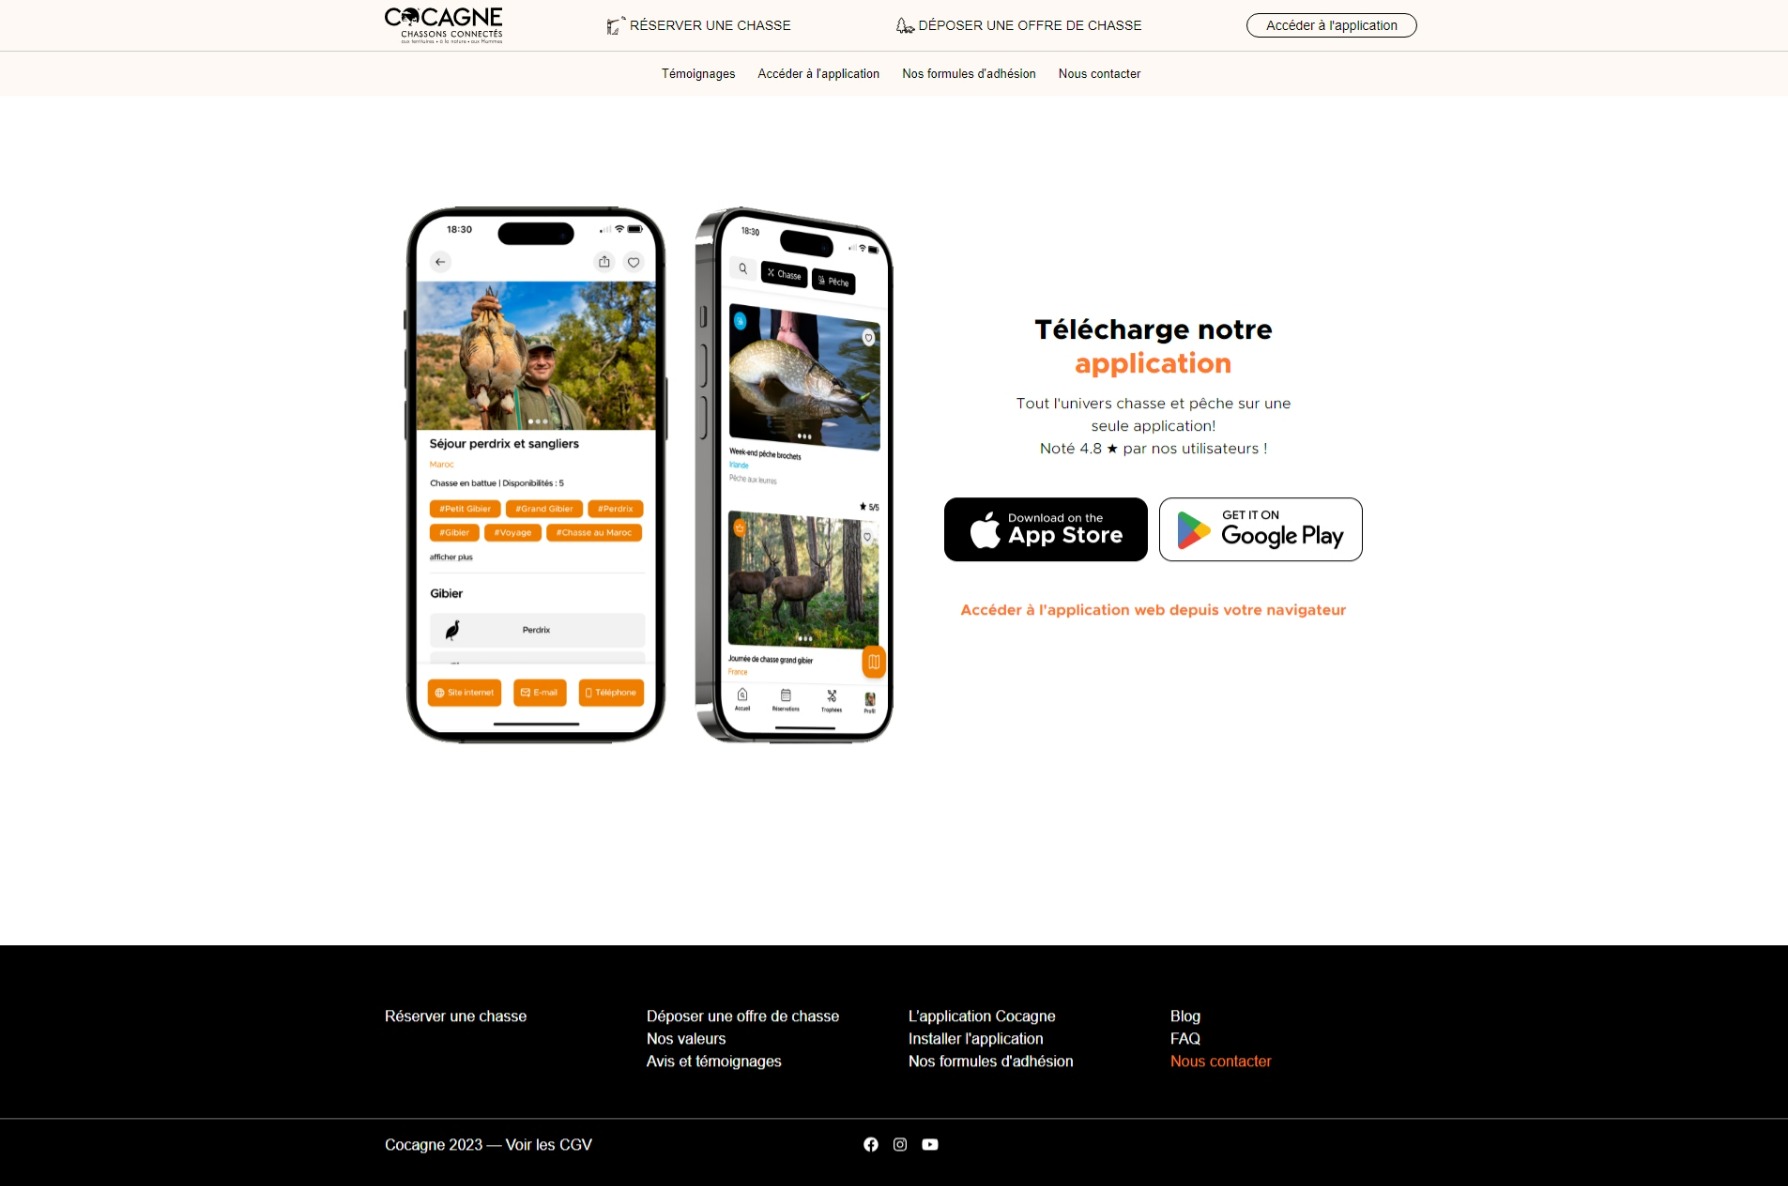 COCAGNE
CHASSONS CONNECTÉS
aux territoires • à la nature • aux Hommes
RÉSERVER UNE CHASSE
DÉPOSER UNE OFFRE DE CHASSE
Accéder à l'application
Témoignages
Accéder à l'application
Nos formules d'adhésion
Nous contacter
18:30
Séjour perdrix et sangliers
Maroc
Chasse en battue | Disponibilités : 5
#Petit Gibier #Grand Gibier #Perdrix
#Gibier #Voyage #Chasse au Maroc
afficher plus
Gibier
Perdrix
Site internet
E-mail
Téléphone
18:30
Chasse
Pêche
Week-end pêche brochets
Irlande
Pêche aux leurres
★ 5/5
Journée de chasse grand gibier
France
Accueil
Réservations
Trophées
Profil
Télécharge notre
application
Tout l'univers chasse et pêche sur une
seule application!
Noté 4.8 ★ par nos utilisateurs !
Download on the
App Store
GET IT ON
Google Play
Accéder à l'application web depuis votre navigateur
Réserver une chasse
Déposer une offre de chasse
Nos valeurs
Avis et témoignages
L'application Cocagne
Installer l'application
Nos formules d'adhésion
Blog
FAQ
Nous contacter
Cocagne 2023 — Voir les CGV